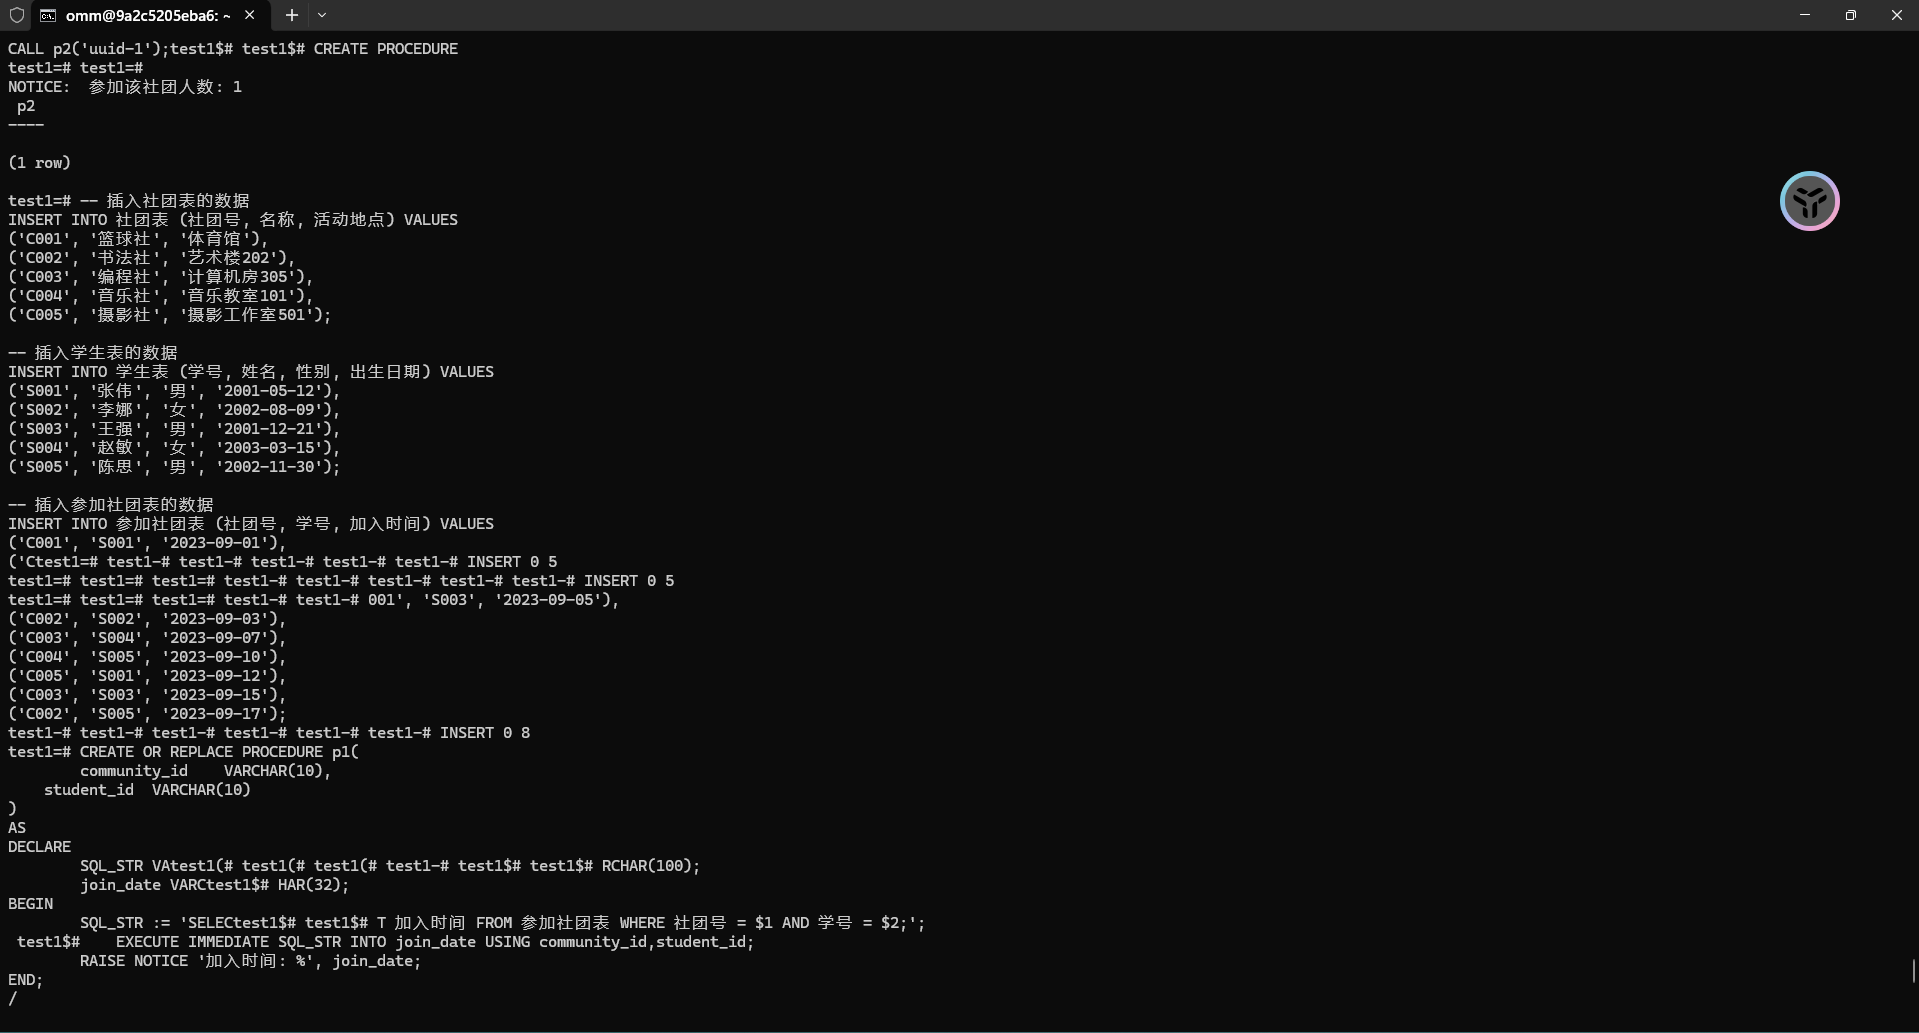 omm@9a2c5205eba6: ~
CALL p2('uuid-1');test1$# test1$# CREATE PROCEDURE
test1=# test1=#
NOTICE:  参加该社团人数: 1
 p2
----

(1 row)

test1=# -- 插入社团表的数据
INSERT INTO 社团表 (社团号, 名称, 活动地点) VALUES
('C001', '篮球社', '体育馆'),
('C002', '书法社', '艺术楼202'),
('C003', '编程社', '计算机房305'),
('C004', '音乐社', '音乐教室101'),
('C005', '摄影社', '摄影工作室501');

-- 插入学生表的数据
INSERT INTO 学生表 (学号, 姓名, 性别, 出生日期) VALUES
('S001', '张伟', '男', '2001-05-12'),
('S002', '李娜', '女', '2002-08-09'),
('S003', '王强', '男', '2001-12-21'),
('S004', '赵敏', '女', '2003-03-15'),
('S005', '陈思', '男', '2002-11-30');

-- 插入参加社团表的数据
INSERT INTO 参加社团表 (社团号, 学号, 加入时间) VALUES
('C001', 'S001', '2023-09-01'),
('Ctest1=# test1-# test1-# test1-# test1-# test1-# INSERT 0 5
test1=# test1=# test1=# test1-# test1-# test1-# test1-# test1-# INSERT 0 5
test1=# test1=# test1=# test1-# test1-# 001', 'S003', '2023-09-05'),
('C002', 'S002', '2023-09-03'),
('C003', 'S004', '2023-09-07'),
('C004', 'S005', '2023-09-10'),
('C005', 'S001', '2023-09-12'),
('C003', 'S003', '2023-09-15'),
('C002', 'S005', '2023-09-17');
test1-# test1-# test1-# test1-# test1-# test1-# INSERT 0 8
test1=# CREATE OR REPLACE PROCEDURE p1(
        community_id    VARCHAR(10),
    student_id  VARCHAR(10)
)
AS
DECLARE
        SQL_STR VAtest1(# test1(# test1(# test1-# test1$# test1$# RCHAR(100);
        join_date VARCtest1$# HAR(32);
BEGIN
        SQL_STR := 'SELECtest1$# test1$# T 加入时间 FROM 参加社团表 WHERE 社团号 = $1 AND 学号 = $2;';
 test1$#    EXECUTE IMMEDIATE SQL_STR INTO join_date USING community_id,student_id;
        RAISE NOTICE '加入时间: %', join_date;
END;
/